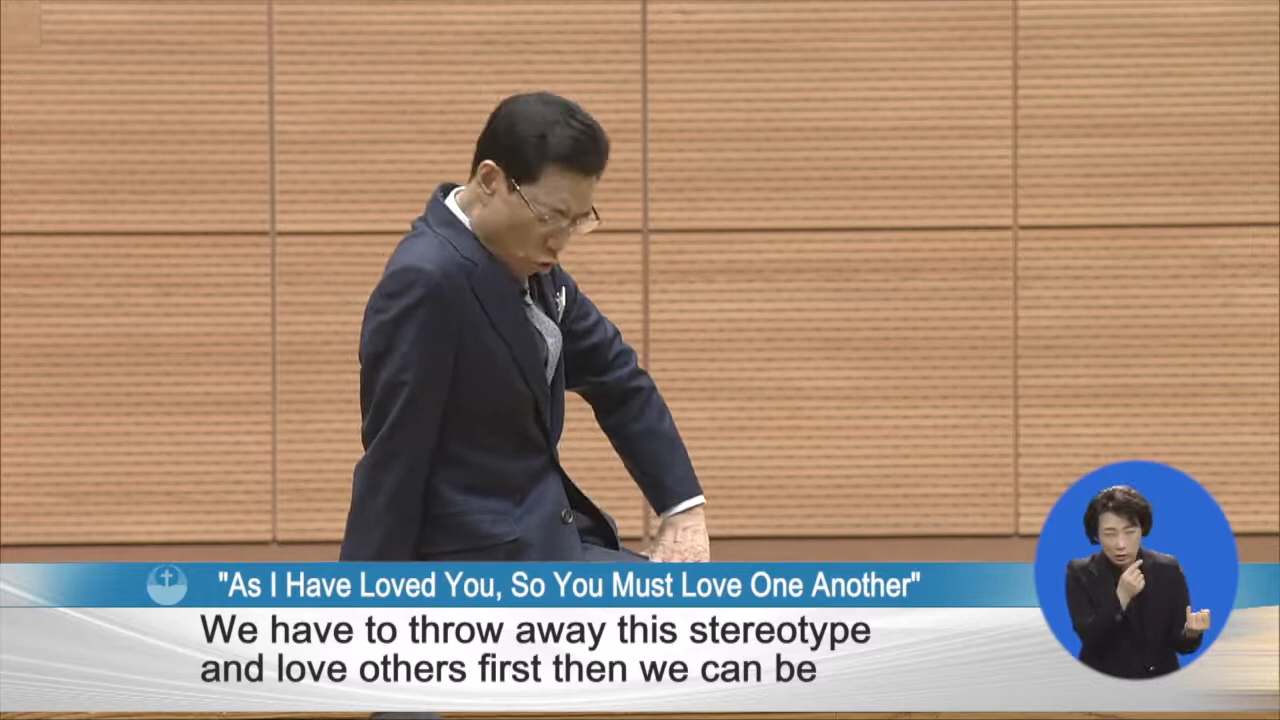 "As I Have Loved You, So You Must Love One Another"
We have to throw away this stereotype
and love others first then we can be